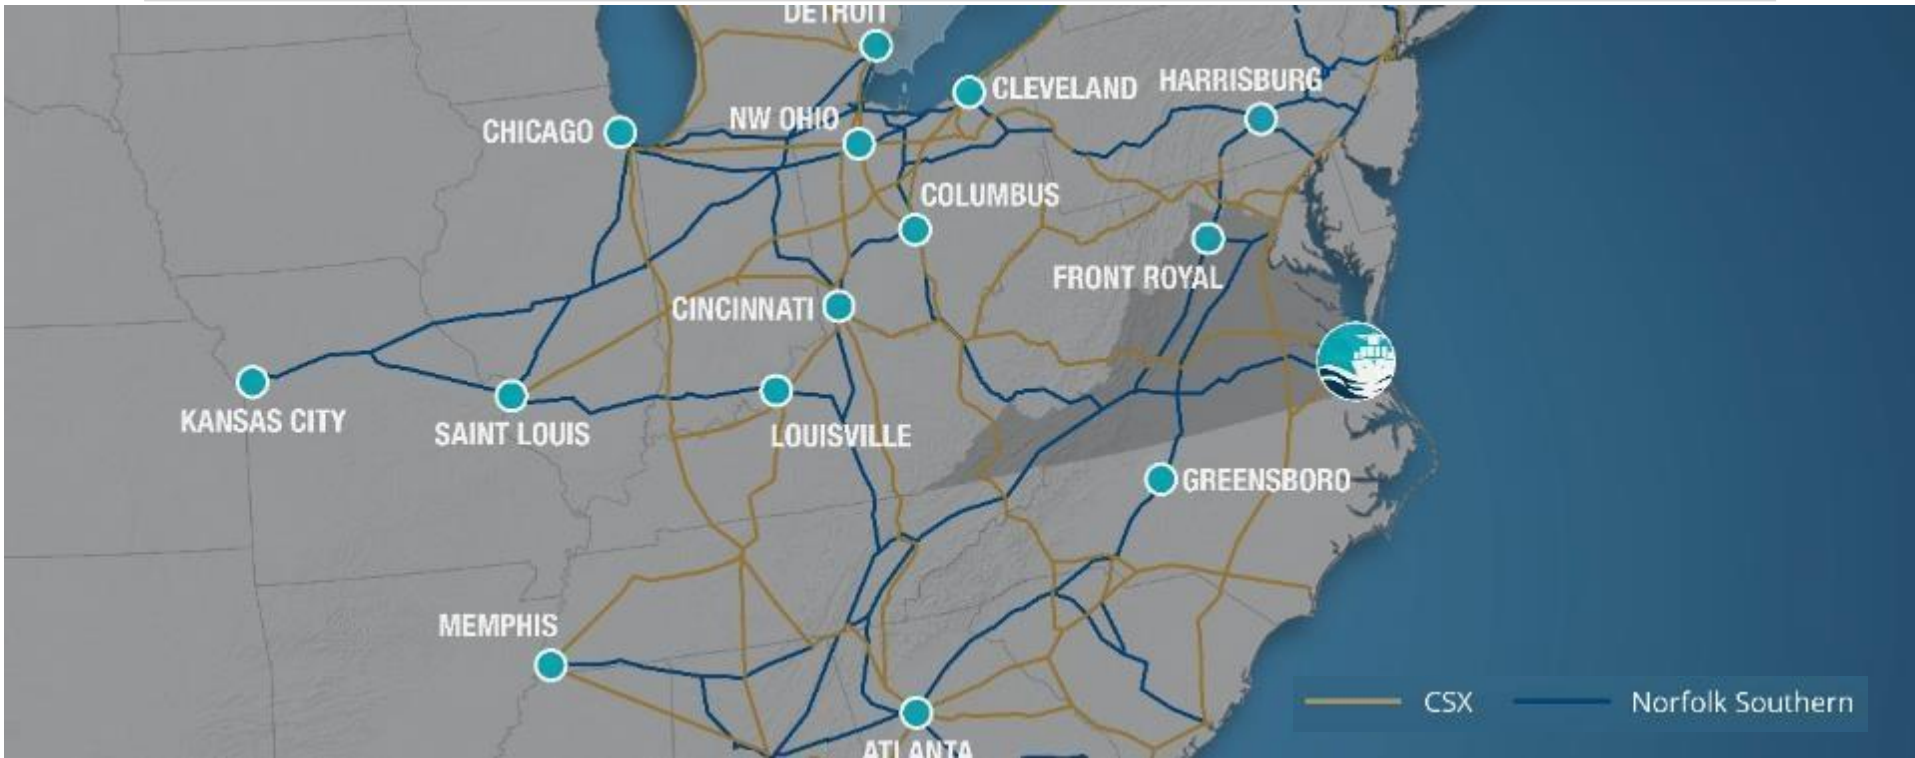 DETROIT
CLEVELAND
HARRISBURG
NW OHIO
CHICAGO
COLUMBUS
FRONT ROYAL
CINCINNATI
KANSAS CITY
SAINT LOUIS
LOUISVILLE
GREENSBORO
MEMPHIS
CSX
Norfolk Southern
ATLANTA